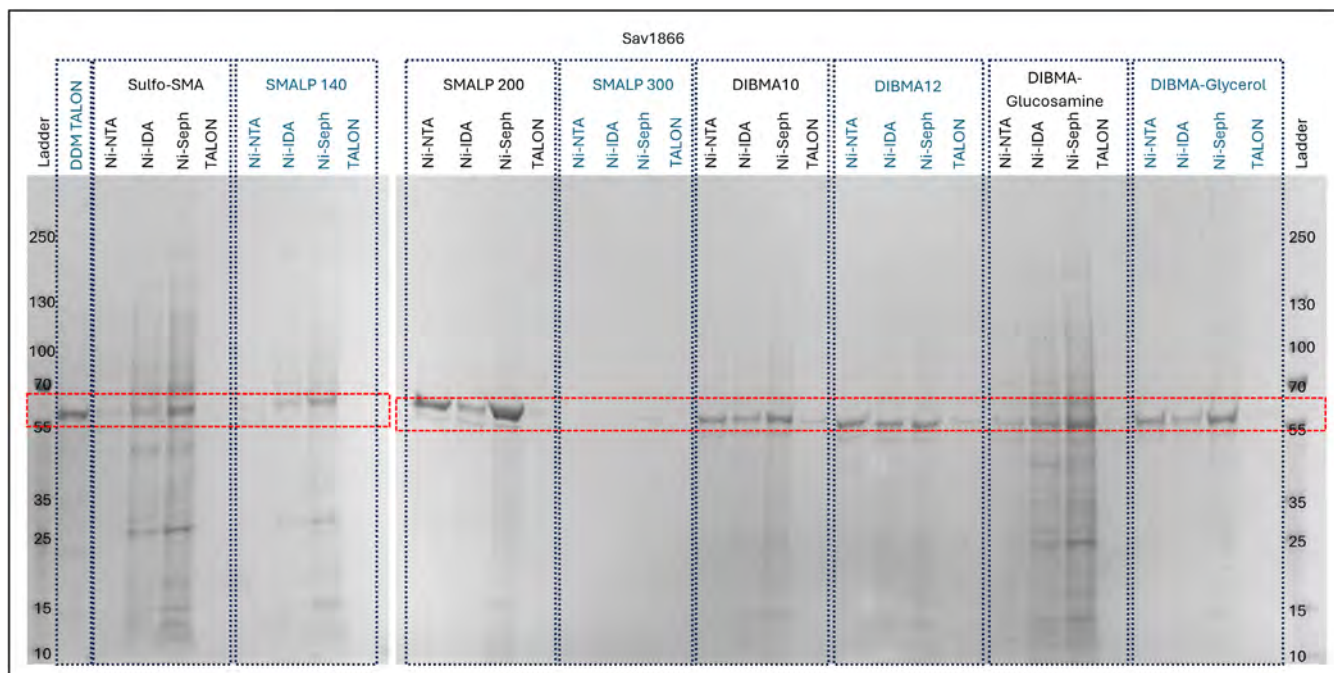 Sav1866
Ladder
DDM TALON
Sulfo-SMA
Ni-NTA
Ni-IDA
Ni-Seph
TALON
SMALP 140
Ni-NTA
Ni-IDA
Ni-Seph
TALON
SMALP 200
Ni-NTA
Ni-IDA
Ni-Seph
TALON
SMALP 300
Ni-NTA
Ni-IDA
Ni-Seph
TALON
DIBMA10
Ni-NTA
Ni-IDA
Ni-Seph
TALON
DIBMA12
Ni-NTA
Ni-IDA
Ni-Seph
TALON
DIBMA-
Glucosamine
Ni-NTA
Ni-IDA
Ni-Seph
TALON
DIBMA-Glycerol
Ni-NTA
Ni-IDA
Ni-Seph
TALON
Ladder
250
130
100
70
55
35
25
15
10
250
130
100
70
55
35
25
15
10